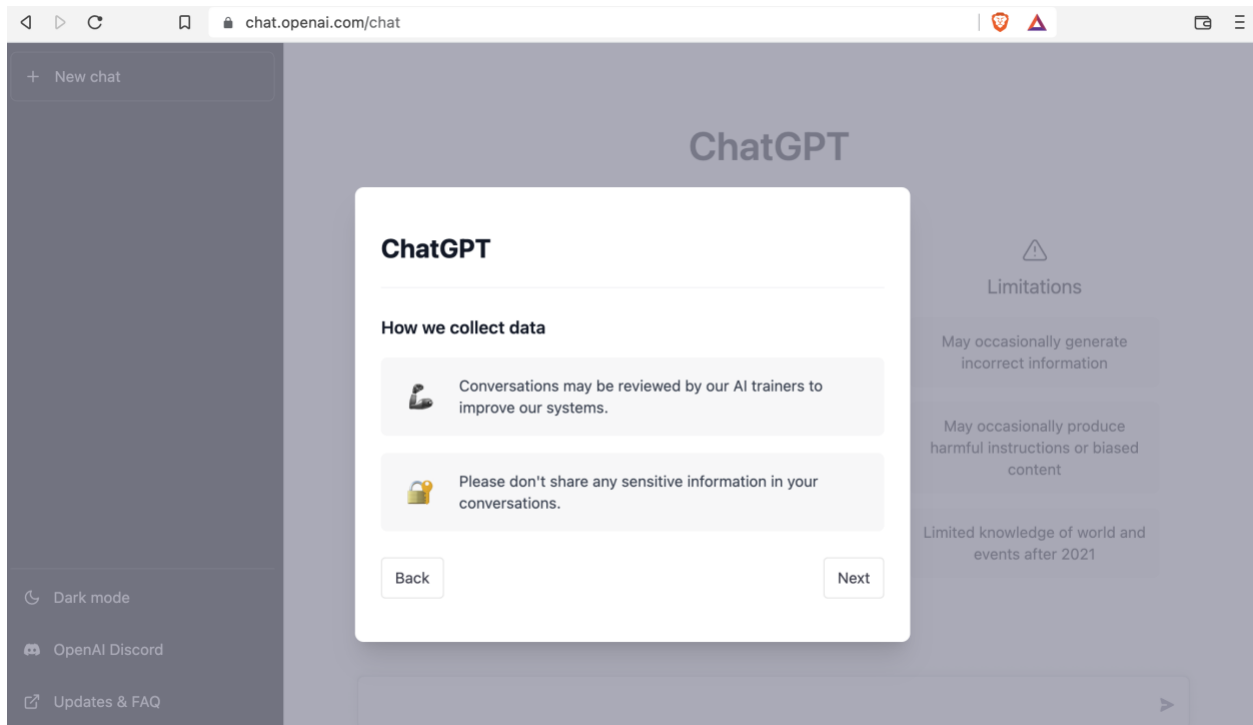 chat.openai.com/chat
+ New chat
ChatGPT
ChatGPT
How we collect data
Conversations may be reviewed by our AI trainers to
improve our systems.
Please don't share any sensitive information in your
conversations.
Back
Next
Limitations
May occasionally generate
incorrect information
May occasionally produce
harmful instructions or biased
content
Limited knowledge of world and
events after 2021
Dark mode
OpenAI Discord
Updates & FAQ